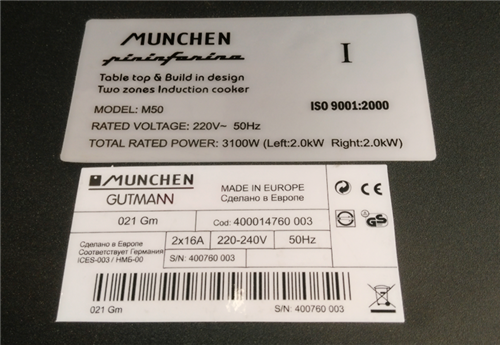 MUNCHEN
pininfarina
I
Table top & Build in design
Two zones Induction cooker
MODEL: M50
ISO 9001:2000
RATED VOLTAGE: 220V~ 50Hz
TOTAL RATED POWER: 3100W (Left:2.0kW Right:2.0kW)
MUNCHEN
GUTMANN
MADE IN EUROPE
Сделано в Европе
CE
GS
021 Gm
Cod: 400014760 003
Сделано в Европе
Соответствует Германия
ICES-003 / НМБ-00
2x16A
220-240V
50Hz
S/N: 400760 003
021 Gm
S/N: 400760 003